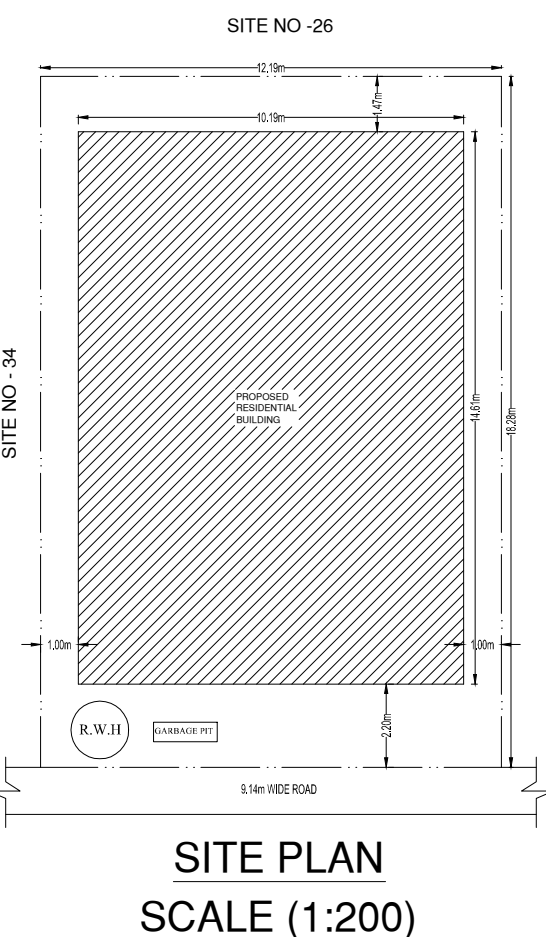 SITE NO -26
12.19m
1.47m
10.19m
SITE NO - 34
PROPOSED
RESIDENTIAL
BUILDING
14.61m
18.28m
1.00m
1.00m
2.20m
R.W.H
GARBAGE PIT
9.14m WIDE ROAD
SITE PLAN
SCALE (1:200)